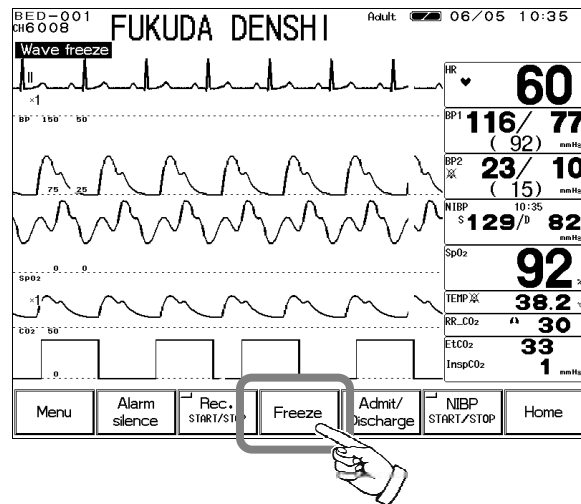 BED-001
CH6008
FUKUDA DENSHI
Adult
06/05 10:35
Wave freeze
II
×1
BP 150 50
75 25
0 0
SpO2
×1
CO2 50
0
HR
60
BP1 116/ 77
( 92) mmHg
BP2 23/ 10
( 15) mmHg
NIBP 10:35
S129/D 82
mmHg
SpO2
92 %
TEMP 38.2
RR_CO2 30
EtCO2 33
InspCO2 1 mmHg
Menu
Alarm silence
Rec. START/STOP
Freeze
Admit/ Discharge
NIBP START/STOP
Home